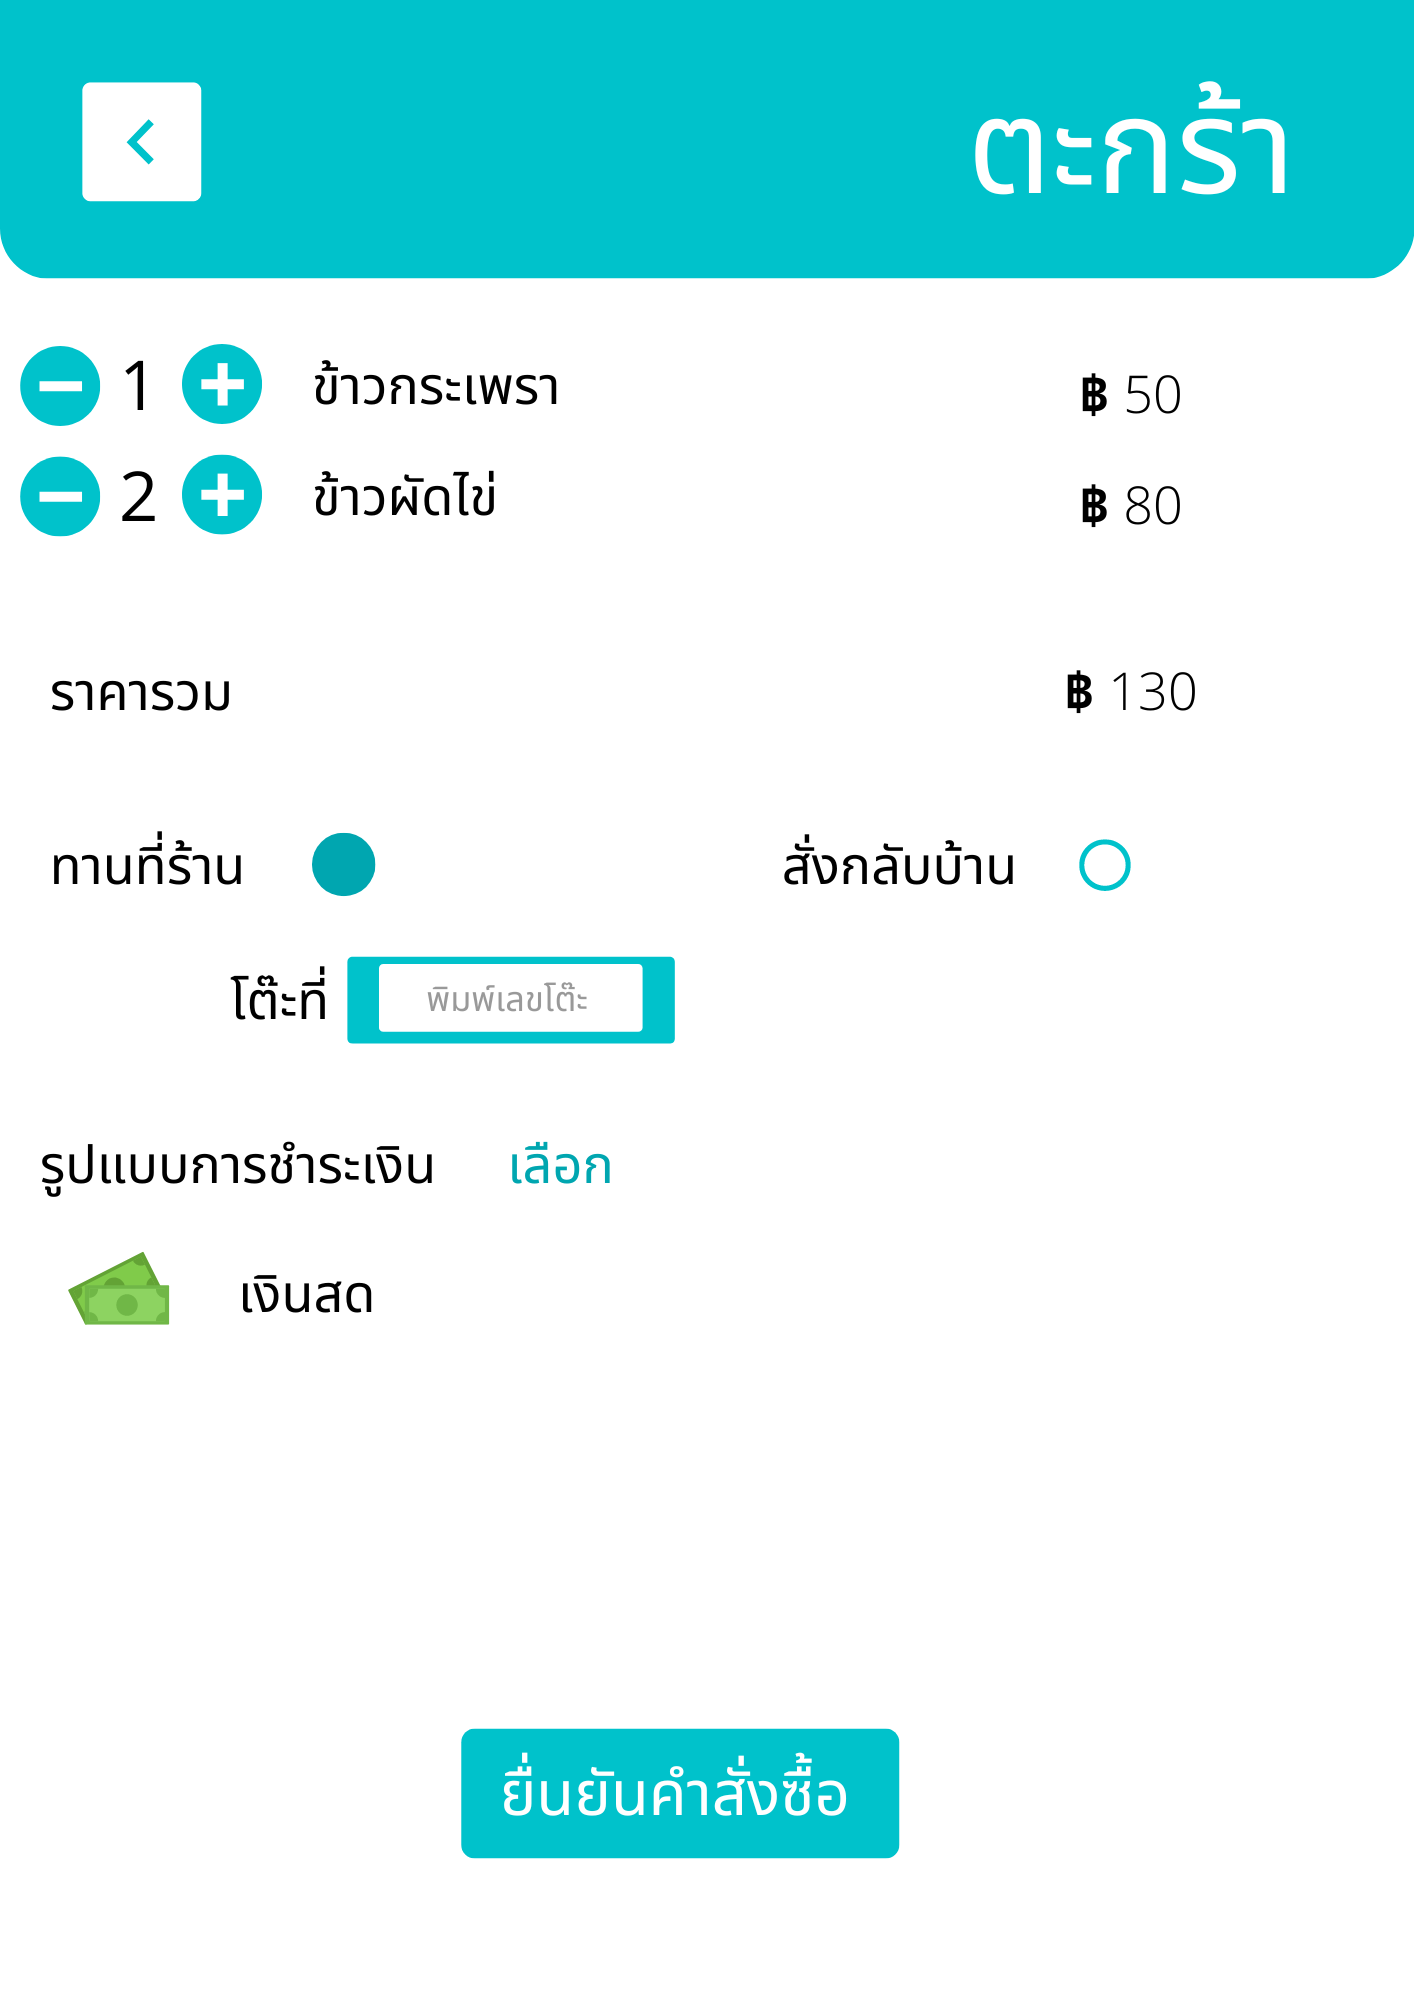 ตะกร้า
1 ข้าวกระเพรา ฿ 50
2 ข้าวผัดไข่ ฿ 80
ราคารวม ฿ 130
ทานที่ร้าน สั่งกลับบ้าน
โต๊ะที่ พิมพ์เลขโต๊ะ
รูปแบบการชำระเงิน เลือก
เงินสด
ยื่นยันคำสั่งซื้อ